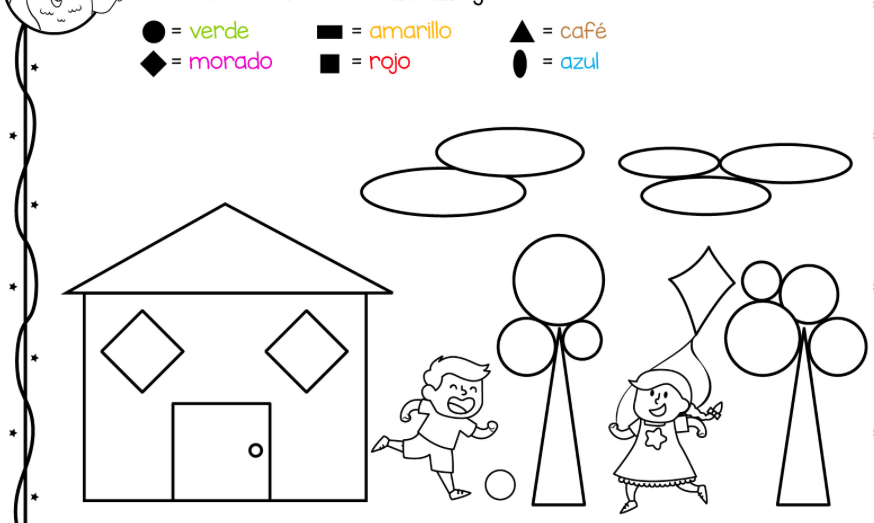 = verde = amarillo = café
= morado = rojo = azul